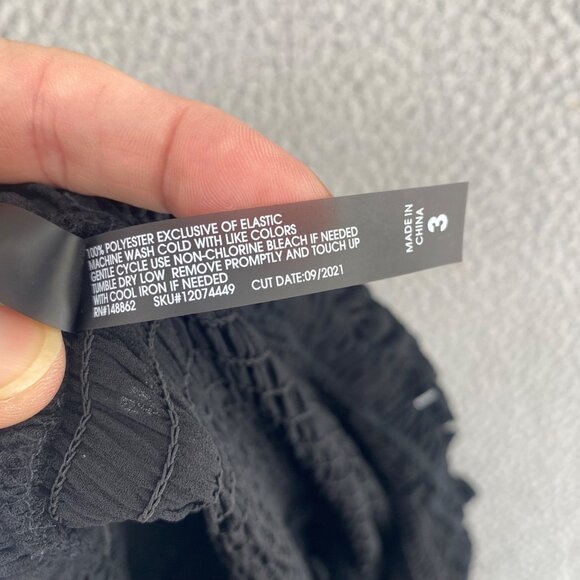 100% POLYESTER EXCLUSIVE OF ELASTIC
MACHINE WASH COLD WITH LIKE COLORS
GENTLE CYCLE USE NON-CHLORINE BLEACH IF NEEDED
TUMBLE DRY LOW REMOVE PROMPTLY AND TOUCH UP
WITH COOL IRON IF NEEDED
RN#148862 SKU#12074449 CUT DATE:09/2021
MADE IN
CHINA
3